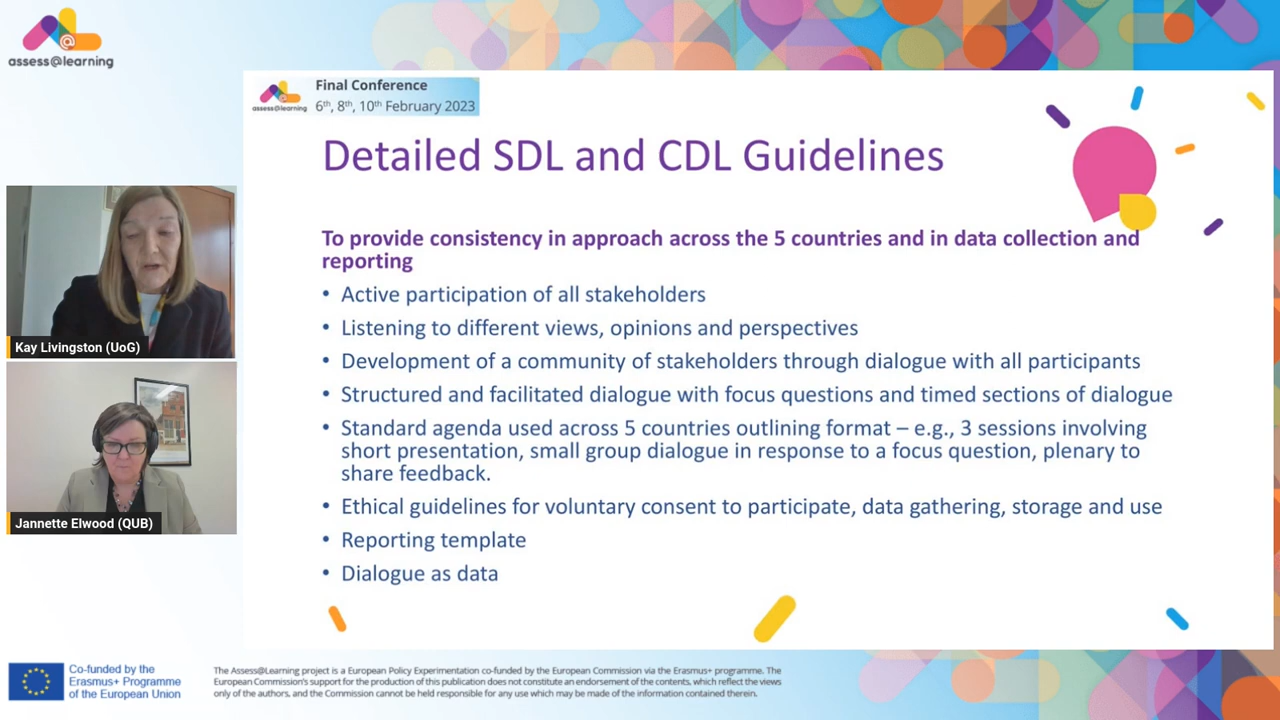 assess@learning
assess@learning
Final Conference
6th, 8th, 10th February 2023
Detailed SDL and CDL Guidelines
To provide consistency in approach across the 5 countries and in data collection and
reporting
• Active participation of all stakeholders
• Listening to different views, opinions and perspectives
• Development of a community of stakeholders through dialogue with all participants
• Structured and facilitated dialogue with focus questions and timed sections of dialogue
• Standard agenda used across 5 countries outlining format – e.g., 3 sessions involving
short presentation, small group dialogue in response to a focus question, plenary to
share feedback.
• Ethical guidelines for voluntary consent to participate, data gathering, storage and use
• Reporting template
• Dialogue as data
Kay Livingston (UoG)
Jannette Elwood (QUB)
Co-funded by the
Erasmus+ Programme
of the European Union
The Assess@Learning project is a European Policy Experimentation co-funded by the European Commission via the Erasmus+ programme. The
European Commission's support for the production of this publication does not constitute an endorsement of the contents, which reflect the views
only of the authors, and the Commission cannot be held responsible for any use which may be made of the information contained therein.